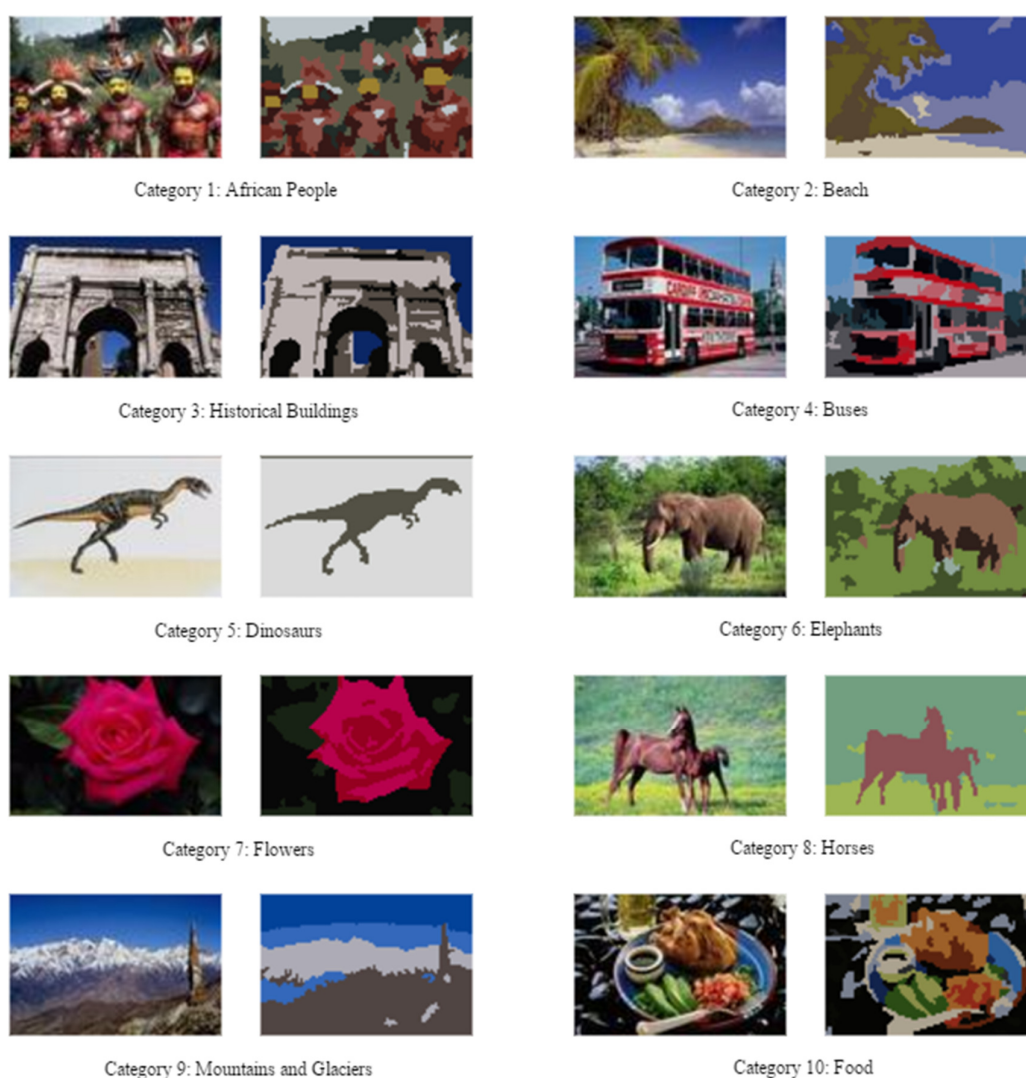 Category 1: African People
Category 2: Beach
Category 3: Historical Buildings
Category 4: Buses
Category 5: Dinosaurs
Category 6: Elephants
Category 7: Flowers
Category 8: Horses
Category 9: Mountains and Glaciers
Category 10: Food